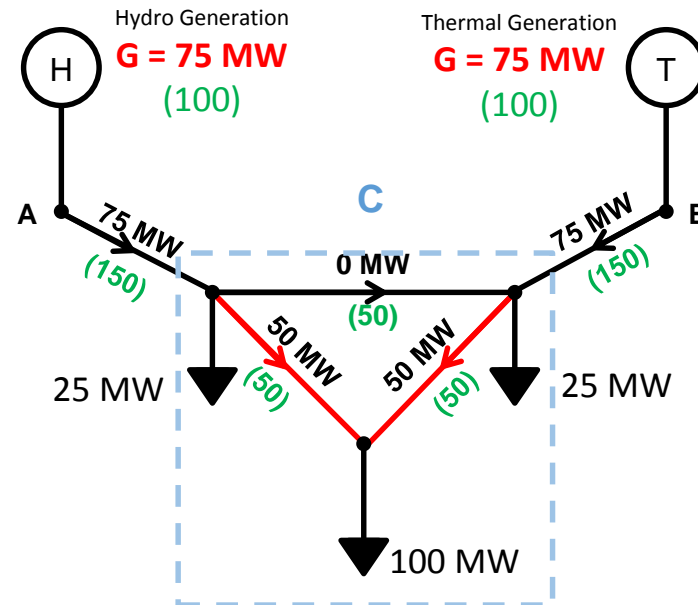 Hydro Generation
G = 75 MW
(100)
H
Thermal Generation
G = 75 MW
(100)
T
A
C
B
75 MW
(150)
0 MW
(50)
75 MW
(150)
50 MW
(50)
50 MW
(50)
25 MW
25 MW
100 MW